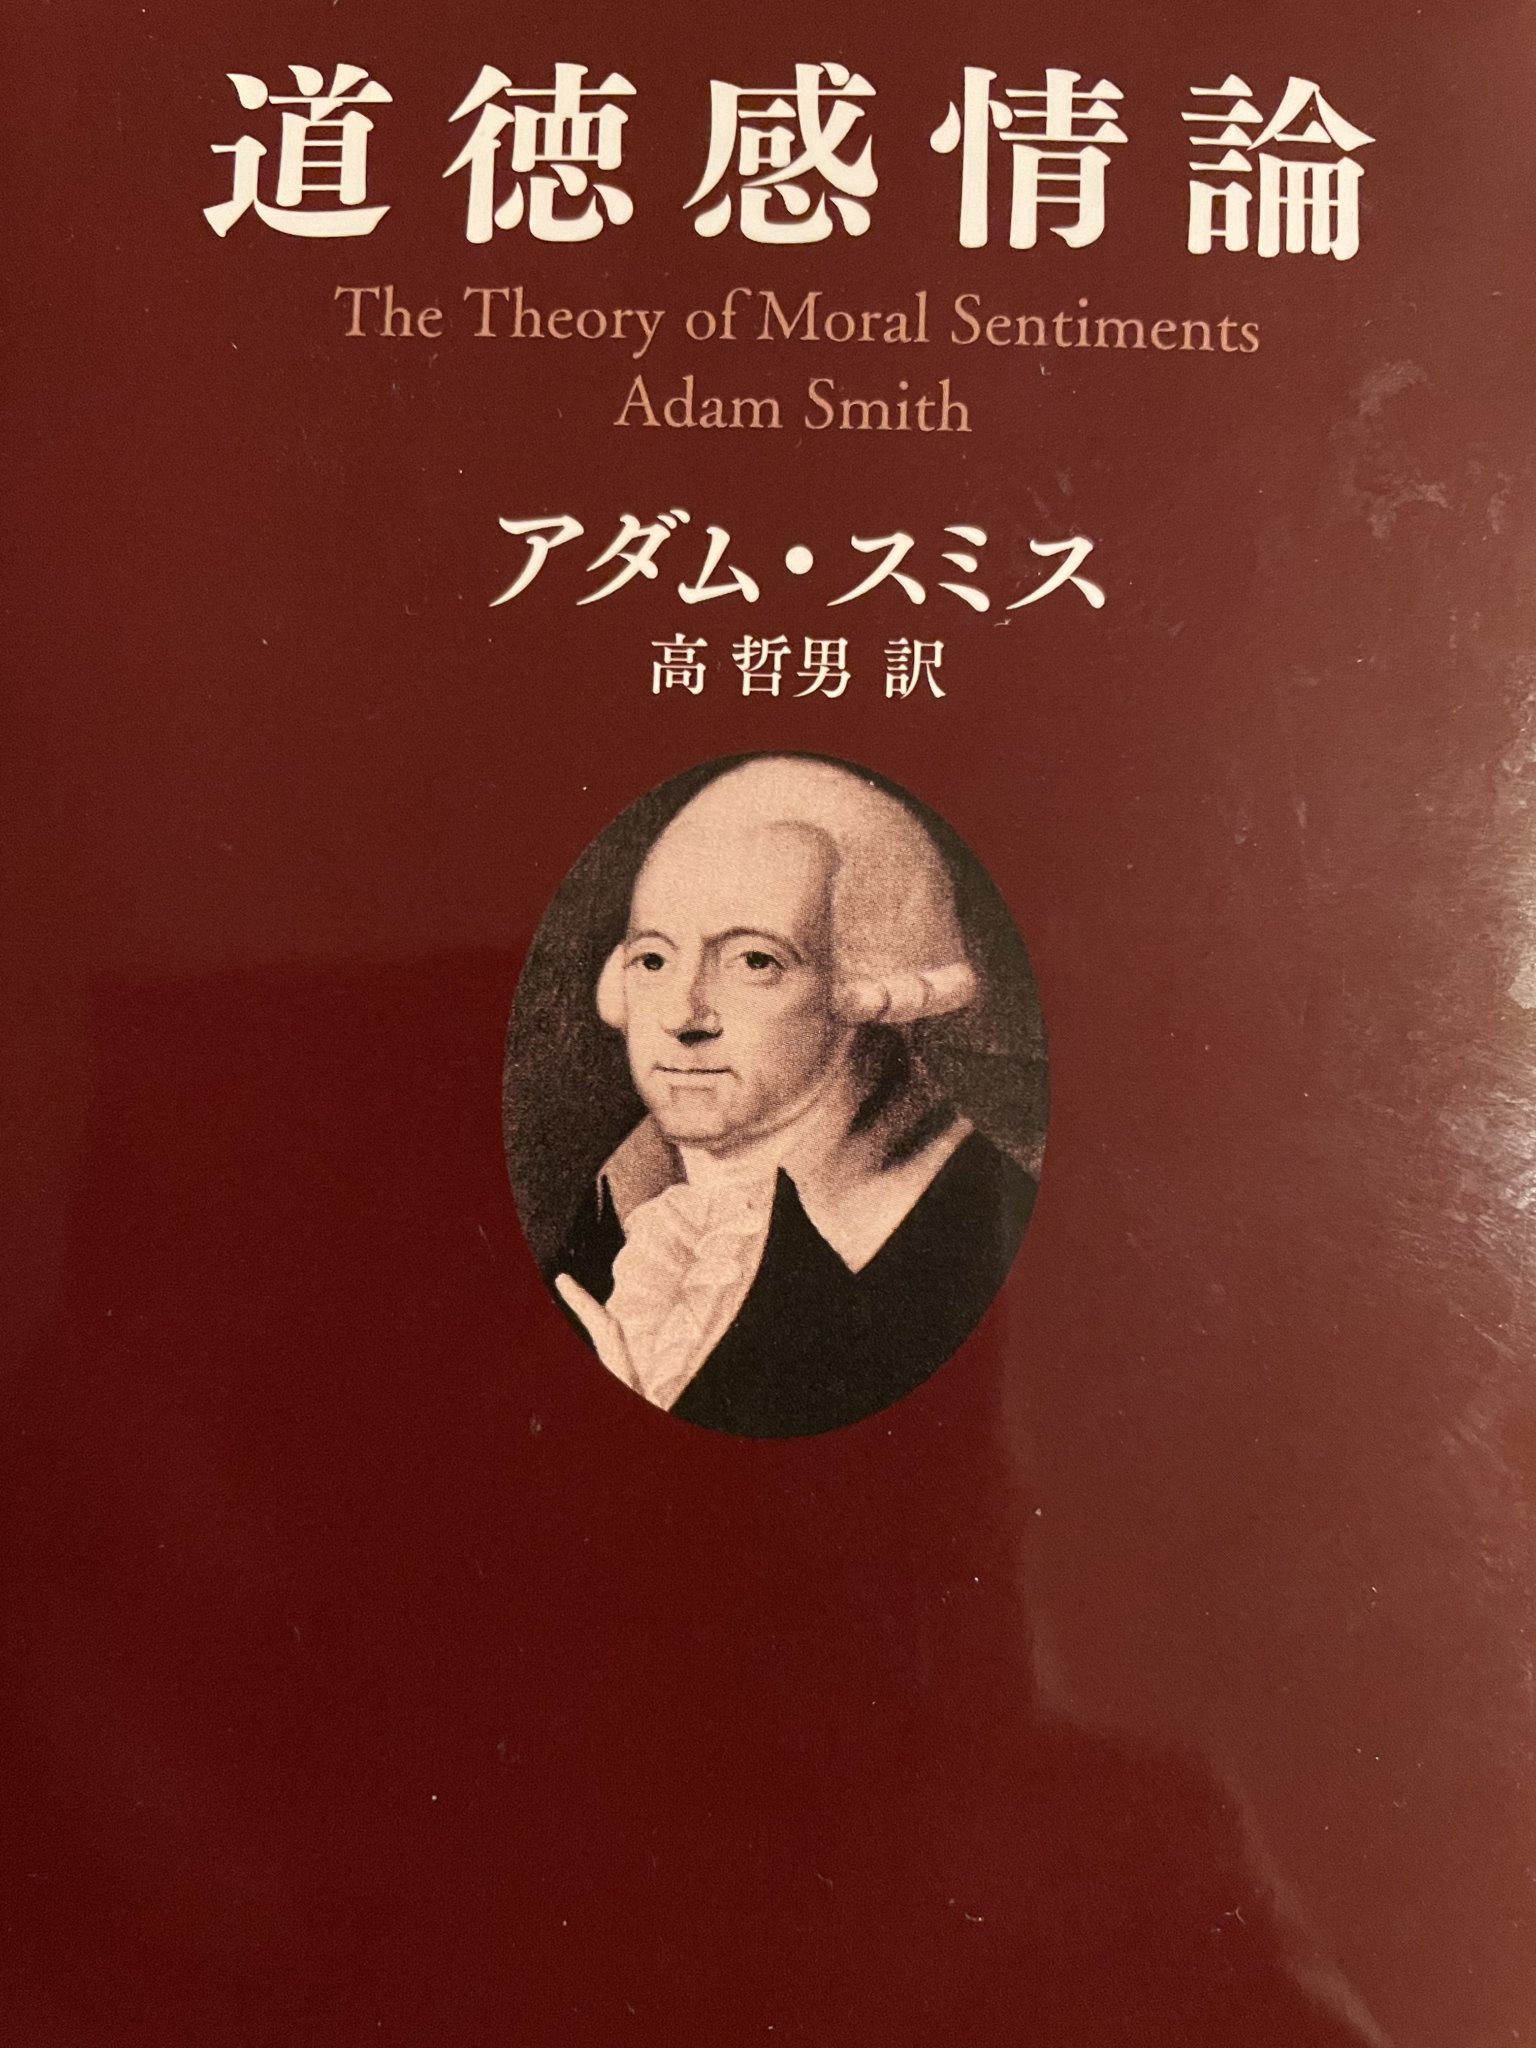 道徳感情論
The Theory of Moral Sentiments
Adam Smith
アダム・スミス
高 哲男 訳